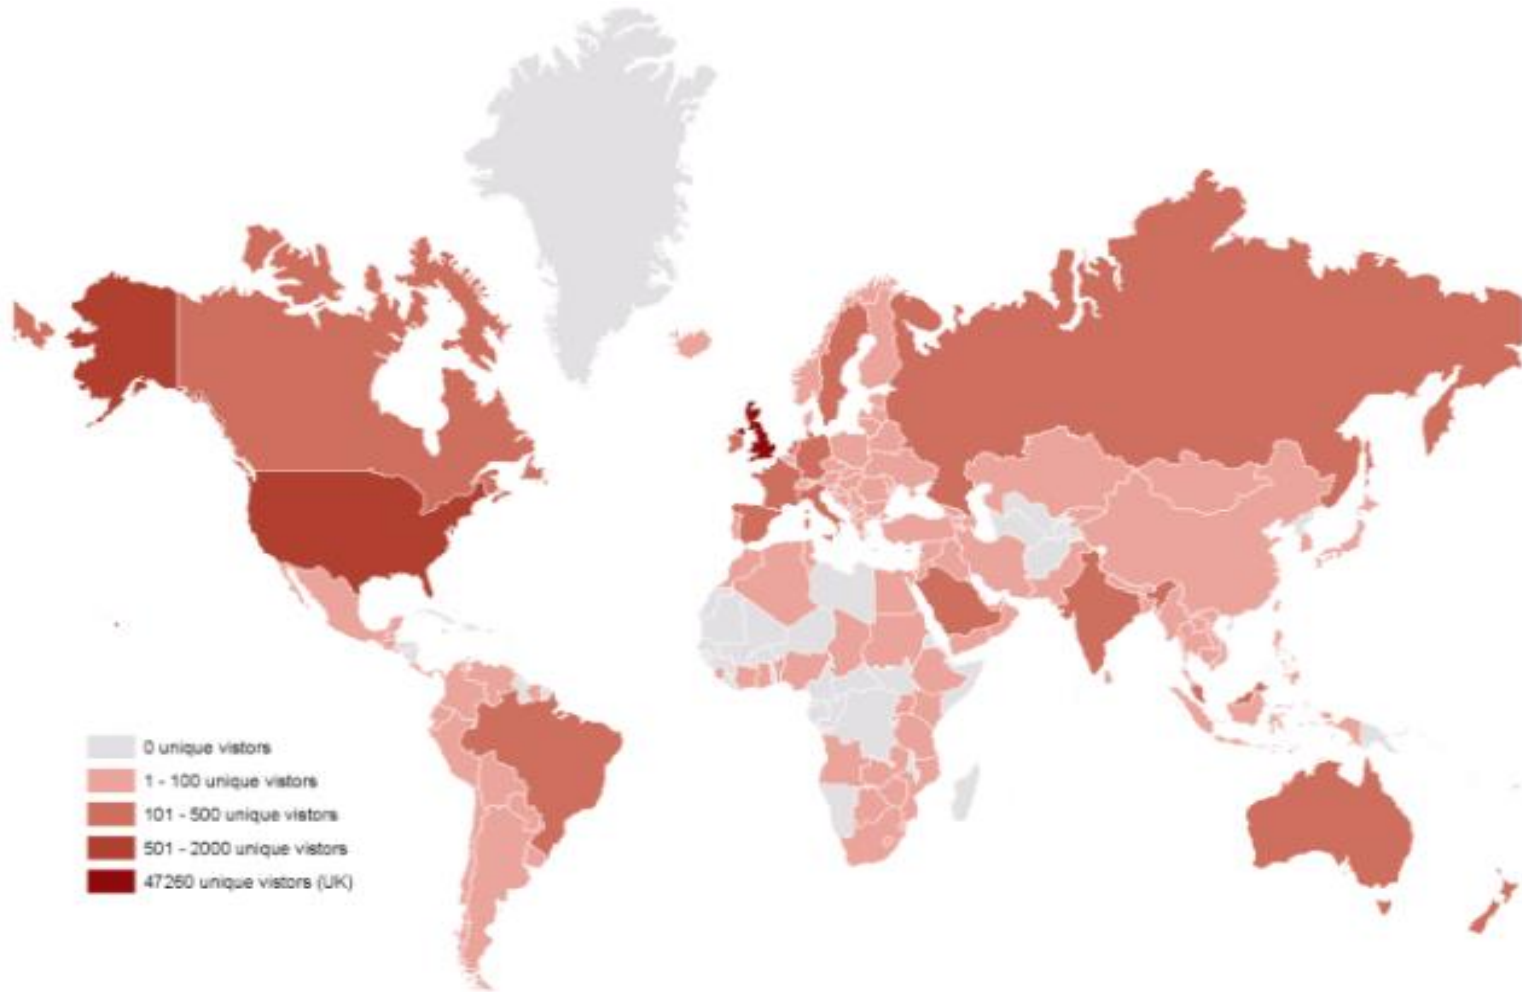 0 unique vistors
1 - 100 unique vistors
101 - 500 unique vistors
501 - 2000 unique vistors
47260 unique vistors (UK)